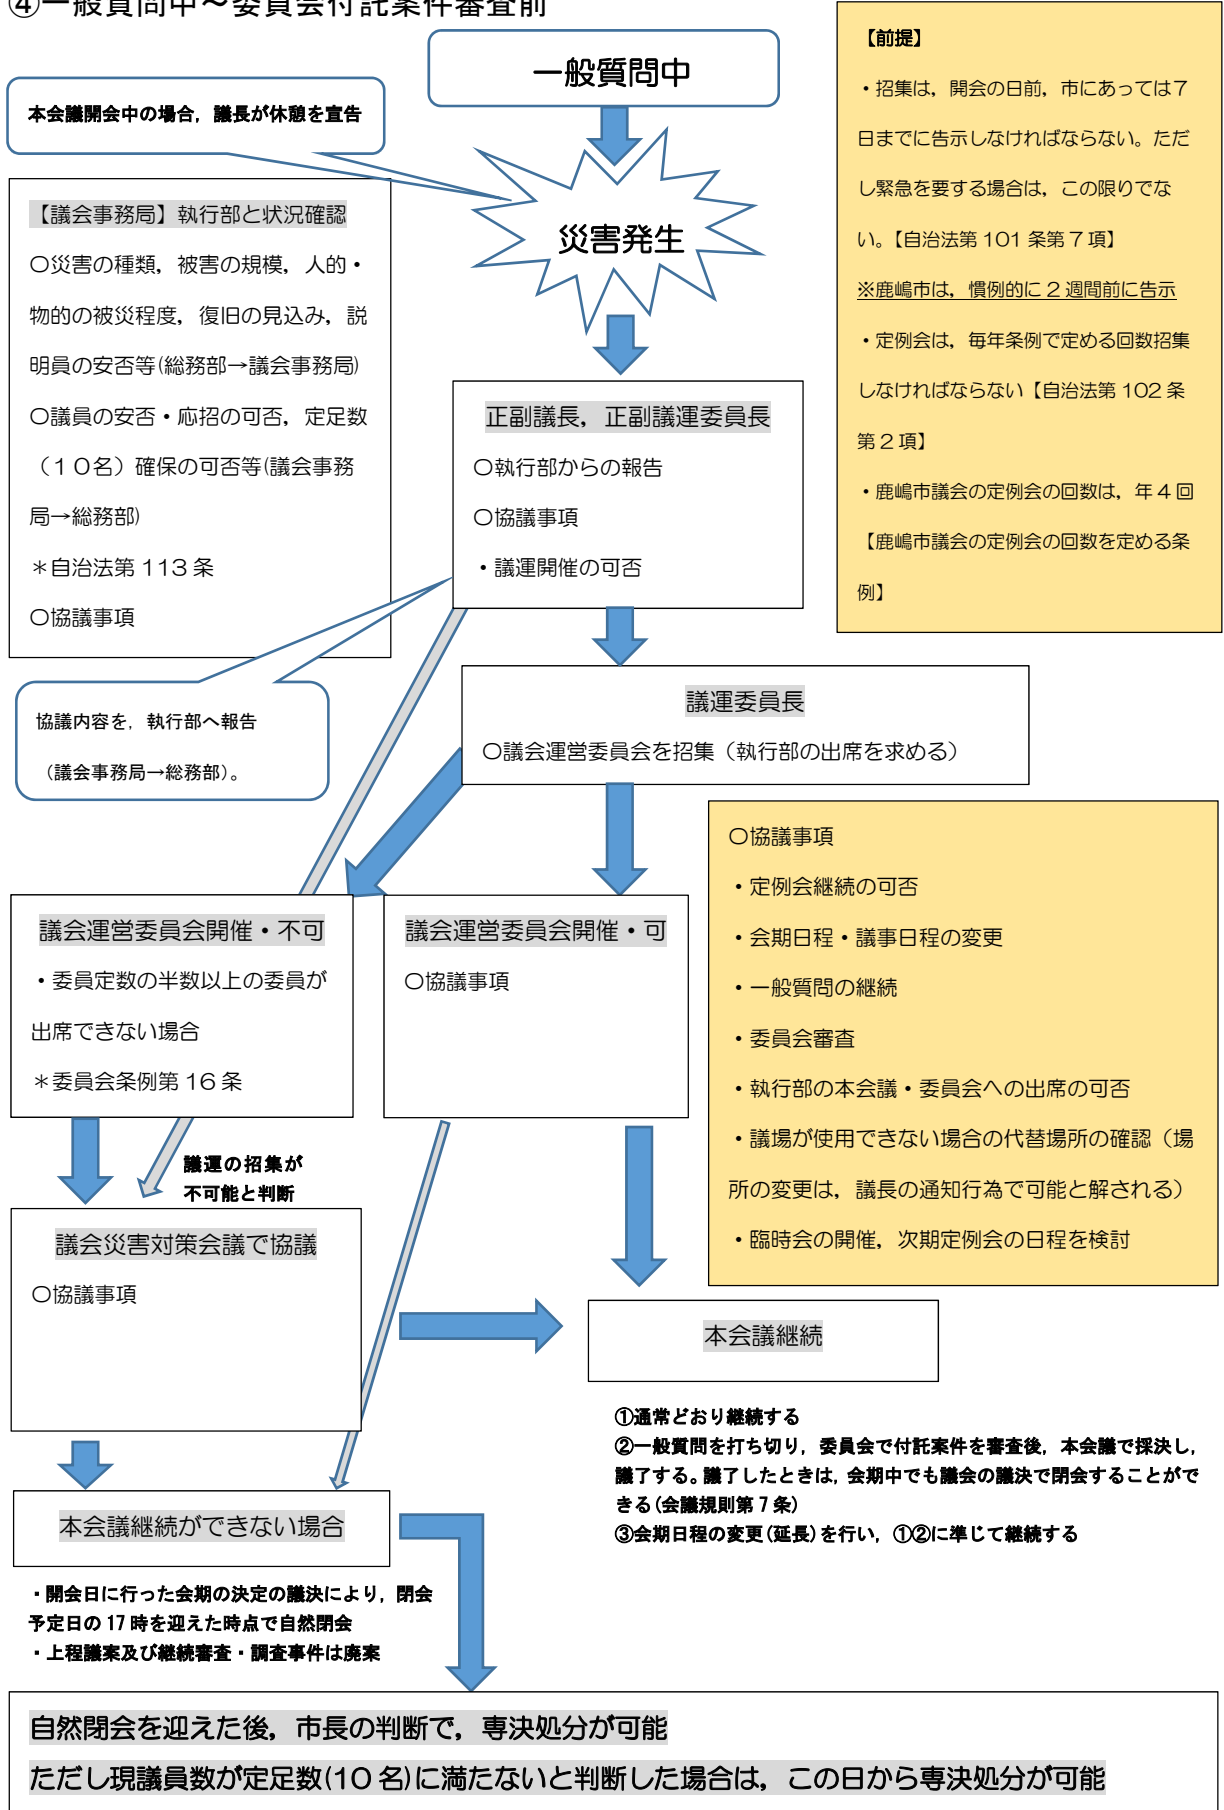 ④一般質問中～委員会付託案件審査前
一般質問中
本会議開会中の場合，議長が休憩を宣告
災害発生
【前提】
・招集は，開会の日前，市にあっては７
日までに告示しなければならない。ただ
し緊急を要する場合は，この限りでな
い。【自治法第 101 条第７項】
※鹿嶋市は，慣例的に２週間前に告示
・定例会は，毎年条例で定める回数招集
しなければならない【自治法第 102 条
第２項】
・鹿嶋市議会の定例会の回数は，年４回
【鹿嶋市議会の定例会の回数を定める条
例】
【議会事務局】執行部と状況確認
〇災害の種類，被害の規模，人的・
物的の被災程度，復旧の見込み，説
明員の安否等(総務部→議会事務局)
〇議員の安否・応招の可否，定足数
（１０名）確保の可否等(議会事務
局→総務部)
＊自治法第 113 条
〇協議事項
正副議長，正副議運委員長
〇執行部からの報告
〇協議事項
・議運開催の可否
協議内容を，執行部へ報告
（議会事務局→総務部）。
議運委員長
〇議会運営委員会を招集（執行部の出席を求める）
議会運営委員会開催・不可
・委員定数の半数以上の委員が
出席できない場合
＊委員会条例第 16 条
議会運営委員会開催・可
〇協議事項
〇協議事項
・定例会継続の可否
・会期日程・議事日程の変更
・一般質問の継続
・委員会審査
・執行部の本会議・委員会への出席の可否
・議場が使用できない場合の代替場所の確認（場
所の変更は，議長の通知行為で可能と解される）
・臨時会の開催，次期定例会の日程を検討
議運の招集が
不可能と判断
議会災害対策会議で協議
〇協議事項
本会議継続
①通常どおり継続する
②一般質問を打ち切り，委員会で付託案件を審査後，本会議で採決し，
議了する。議了したときは，会期中でも議会の議決で閉会することがで
きる(会議規則第７条)
③会期日程の変更(延長)を行い，①②に準じて継続する
本会議継続ができない場合
・開会日に行った会期の決定の議決により，閉会
予定日の 17 時を迎えた時点で自然閉会
・上程議案及び継続審査・調査事件は廃案
自然閉会を迎えた後，市長の判断で，専決処分が可能
ただし現議員数が定足数(10 名)に満たないと判断した場合は，この日から専決処分が可能